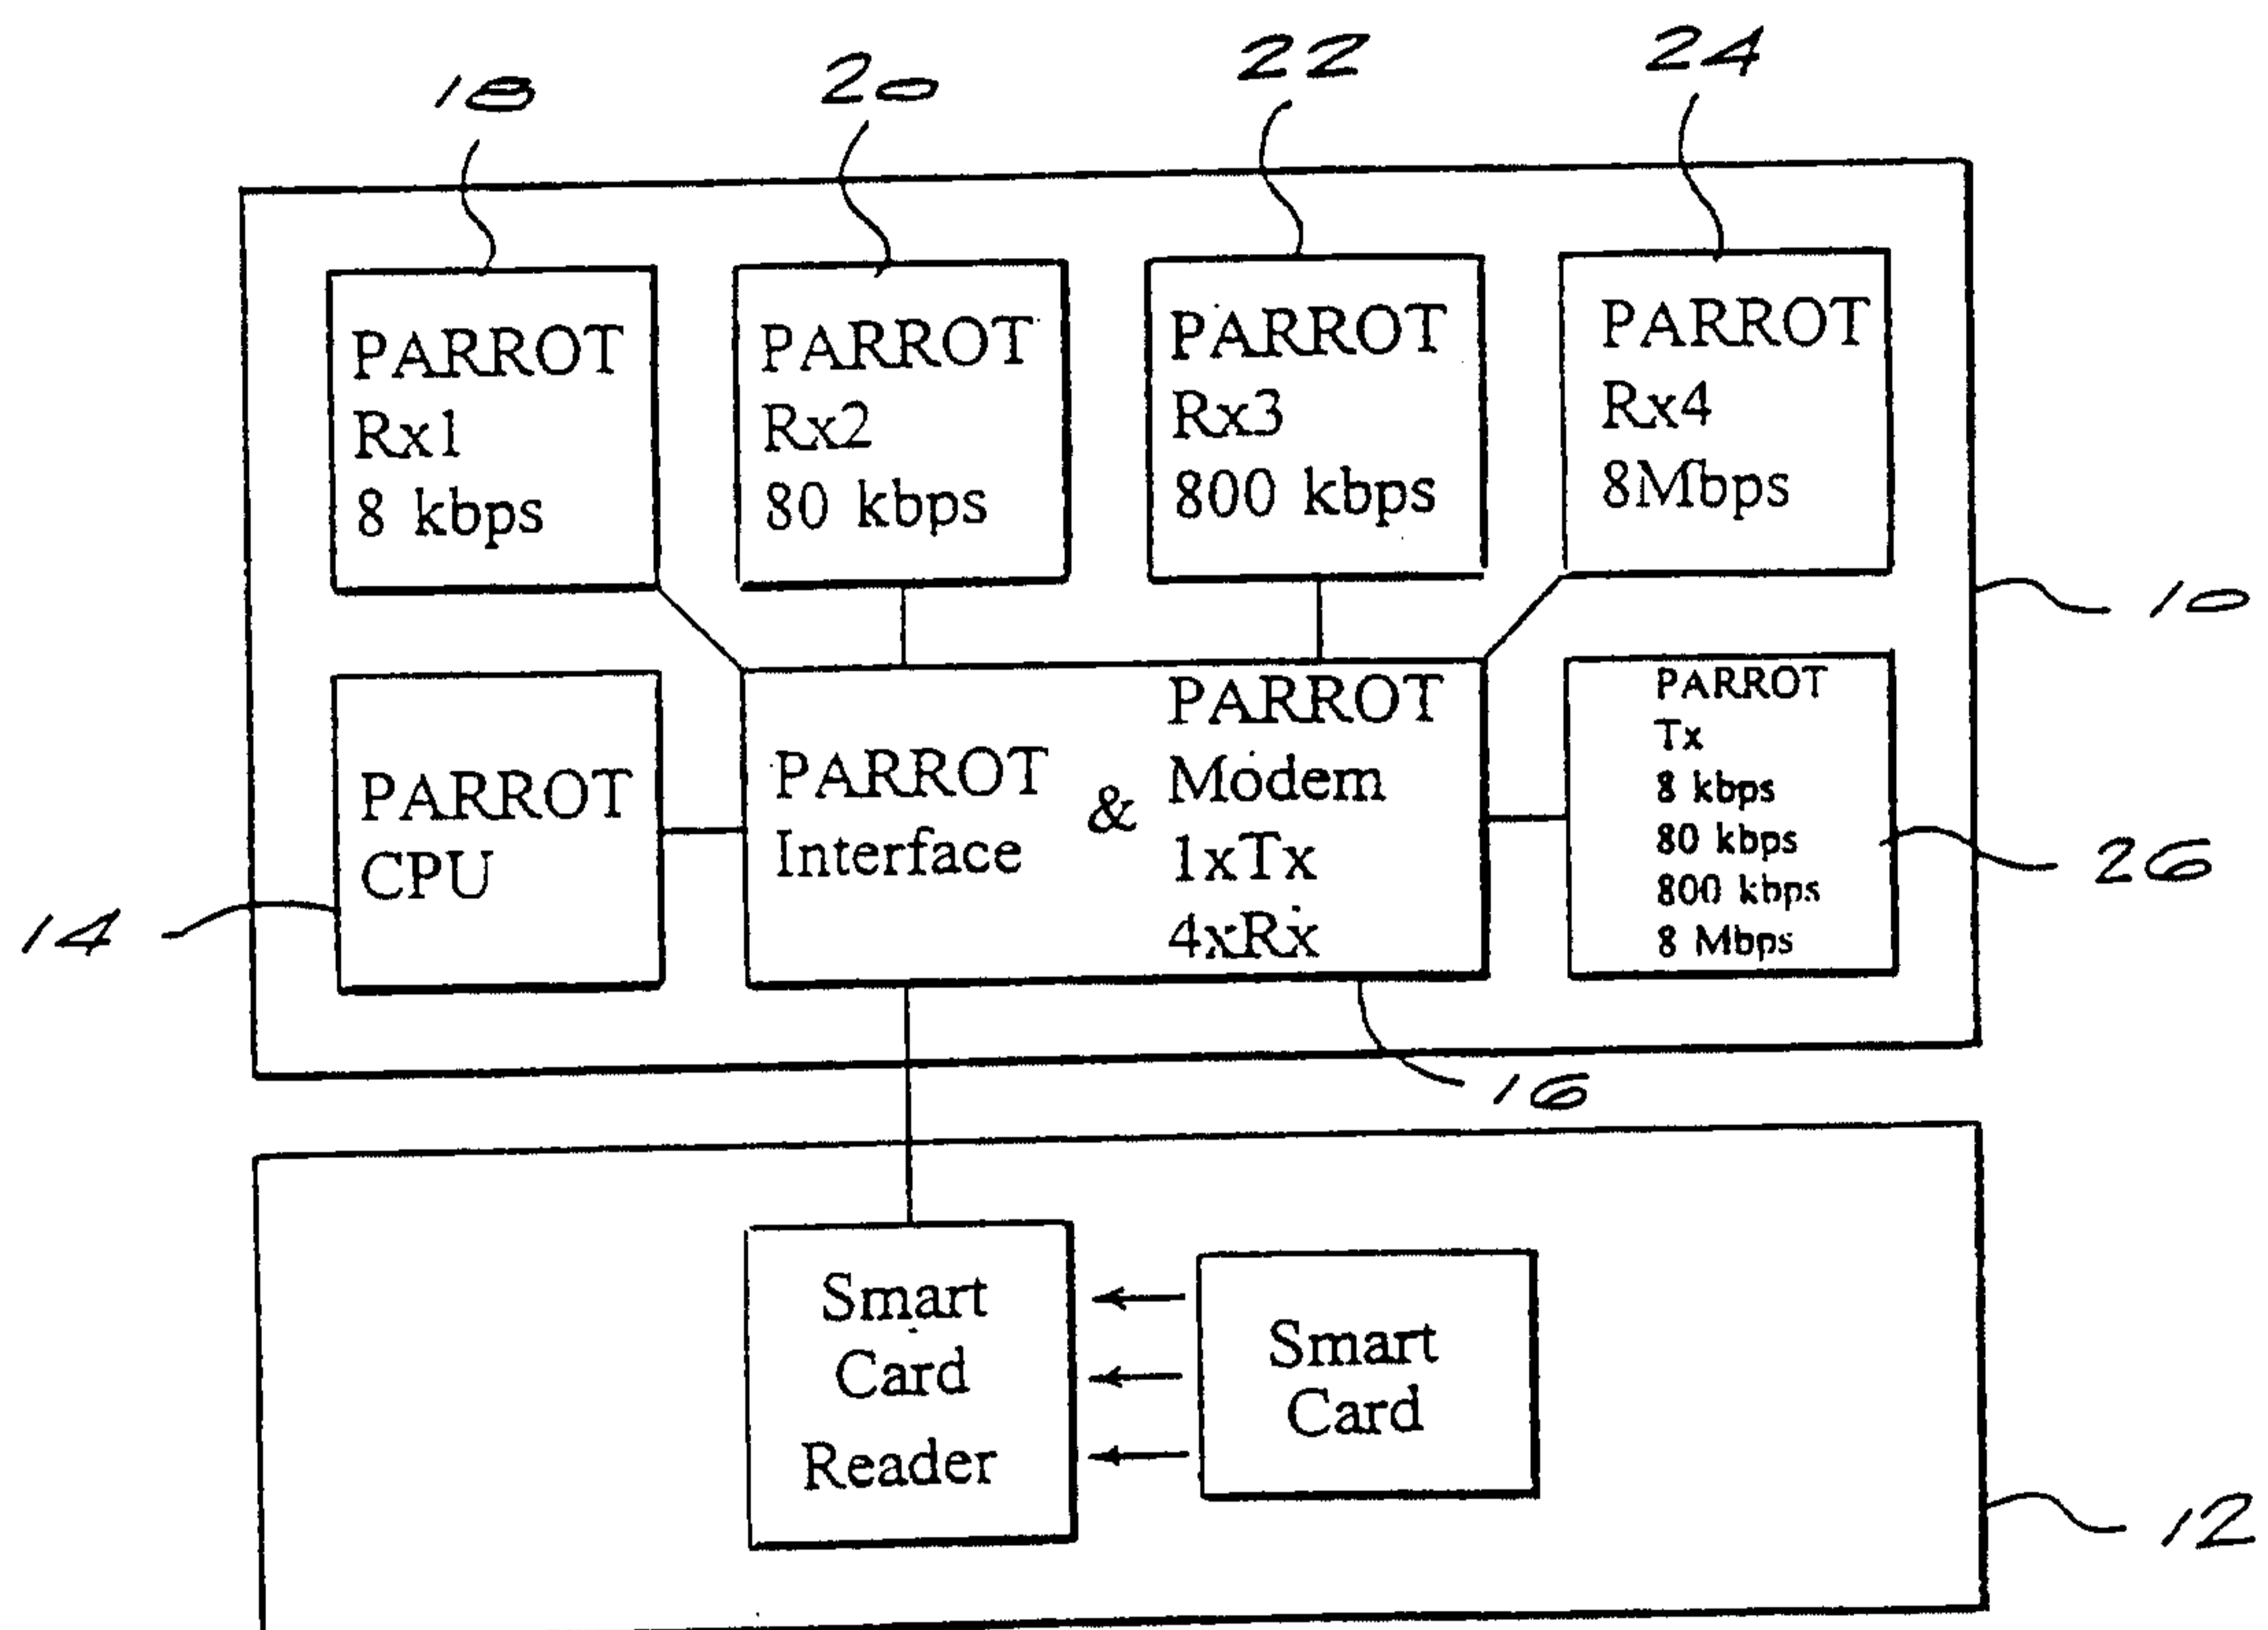 18
20
22
24
PARROT
Rx1
8 kbps
PARROT
Rx2
80 kbps
PARROT
Rx3
800 kbps
PARROT
Rx4
8Mbps
10
PARROT
CPU
14
PARROT
Interface
&
PARROT
Modem
1xTx
4xRx
PARROT
Tx
8 kbps
80 kbps
800 kbps
8 Mbps
26
16
Smart
Card
Reader
Smart
Card
12